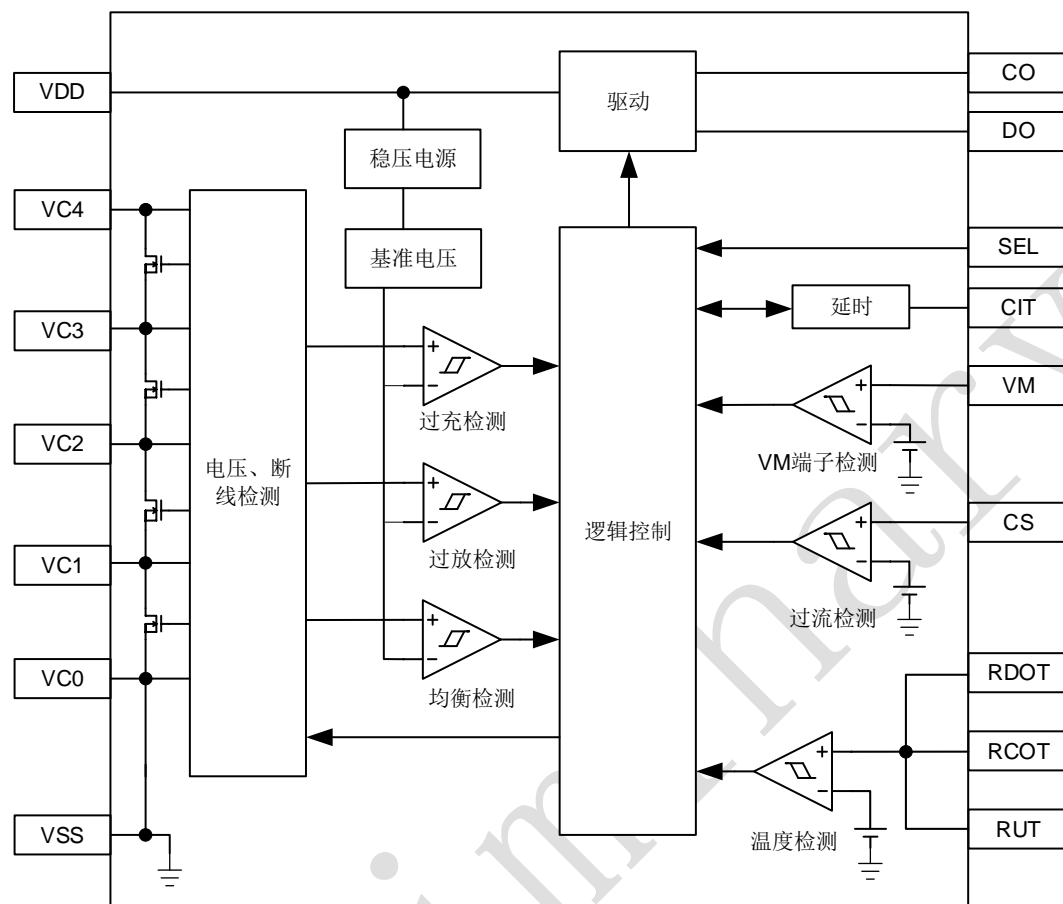 VDD
VC4
VC3
VC2
VC1
VC0
VSS
稳压电源
基准电压
电压、断
线检测
+
−
过充检测
+
−
过放检测
+
−
均衡检测
驱动
逻辑控制
延时
+
−
VM端子检测
+
−
过流检测
+
−
温度检测
CO
DO
SEL
CIT
VM
CS
RDOT
RCOT
RUT